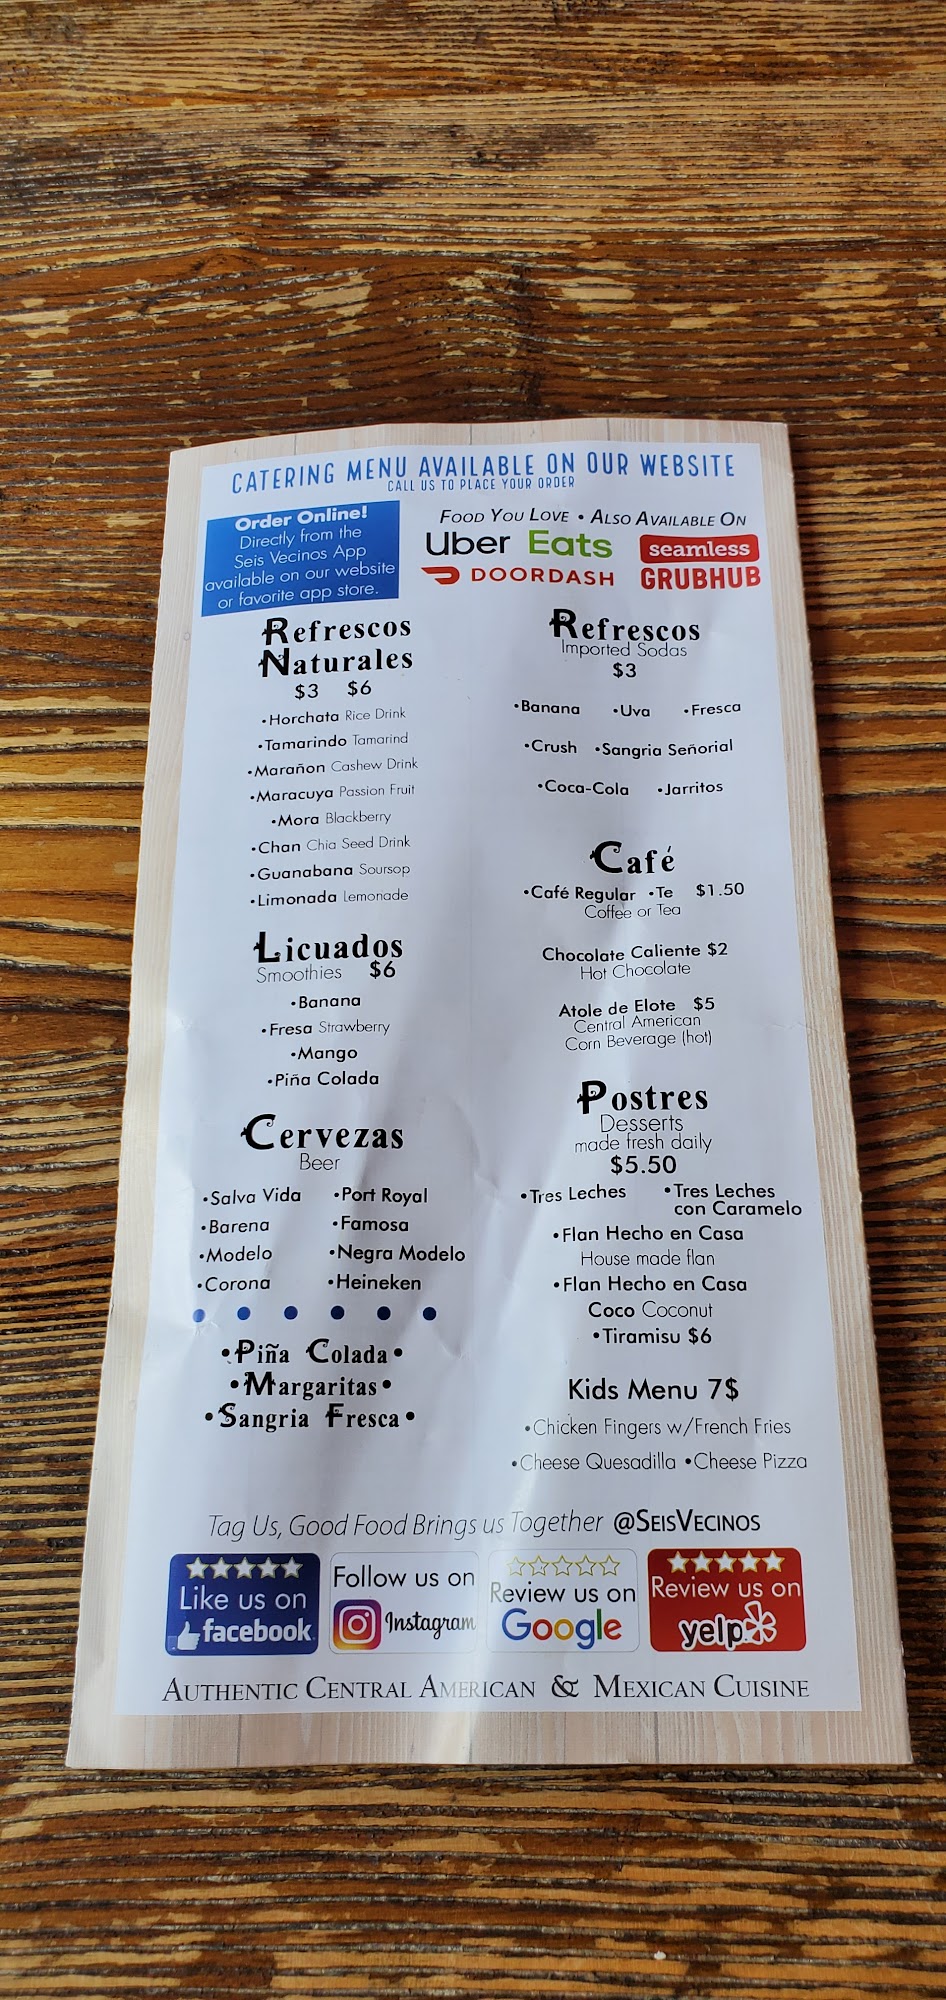 CATERING MENU AVAILABLE ON OUR WEBSITE
CALL US TO PLACE YOUR ORDER
Order Online!
Directly from the
Seis Vecinos App
available on our website
or favorite app store.
FOOD YOU LOVE • ALSO AVAILABLE ON
Uber Eats
seamless
DOORDASH
GRUBHUB
Refrescos
Naturales
$3 $6
•Horchata Rice Drink
•Tamarindo Tamarind
•Marañon Cashew Drink
•Maracuya Passion Fruit
•Mora Blackberry
•Chan Chia Seed Drink
•Guanabana Soursop
•Limonada Lemonade
Licuados
Smoothies $6
•Banana
•Fresa Strawberry
•Mango
•Piña Colada
Cervezas
Beer
•Salva Vida •Port Royal
•Barena •Famosa
•Modelo •Negra Modelo
•Corona •Heineken
•Piña Colada•
•Margaritas•
•Sangria Fresca•
Refrescos
Imported Sodas
$3
•Banana •Uva •Fresca
•Crush •Sangria Señorial
•Coca-Cola •Jarritos
Café
•Café Regular •Te $1.50
Coffee or Tea
Chocolate Caliente $2
Hot Chocolate
Atole de Elote $5
Central American
Corn Beverage (hot)
Postres
Desserts
made fresh daily
$5.50
•Tres Leches •Tres Leches
con Caramelo
•Flan Hecho en Casa
House made flan
•Flan Hecho en Casa
Coco Coconut
•Tiramisu $6
Kids Menu 7$
•Chicken Fingers w/French Fries
•Cheese Quesadilla •Cheese Pizza
Tag Us, Good Food Brings us Together @SEISVECINOS
Like us on
facebook
Follow us on
Instagram
Review us on
Google
Review us on
yelp
AUTHENTIC CENTRAL AMERICAN & MEXICAN CUISINE